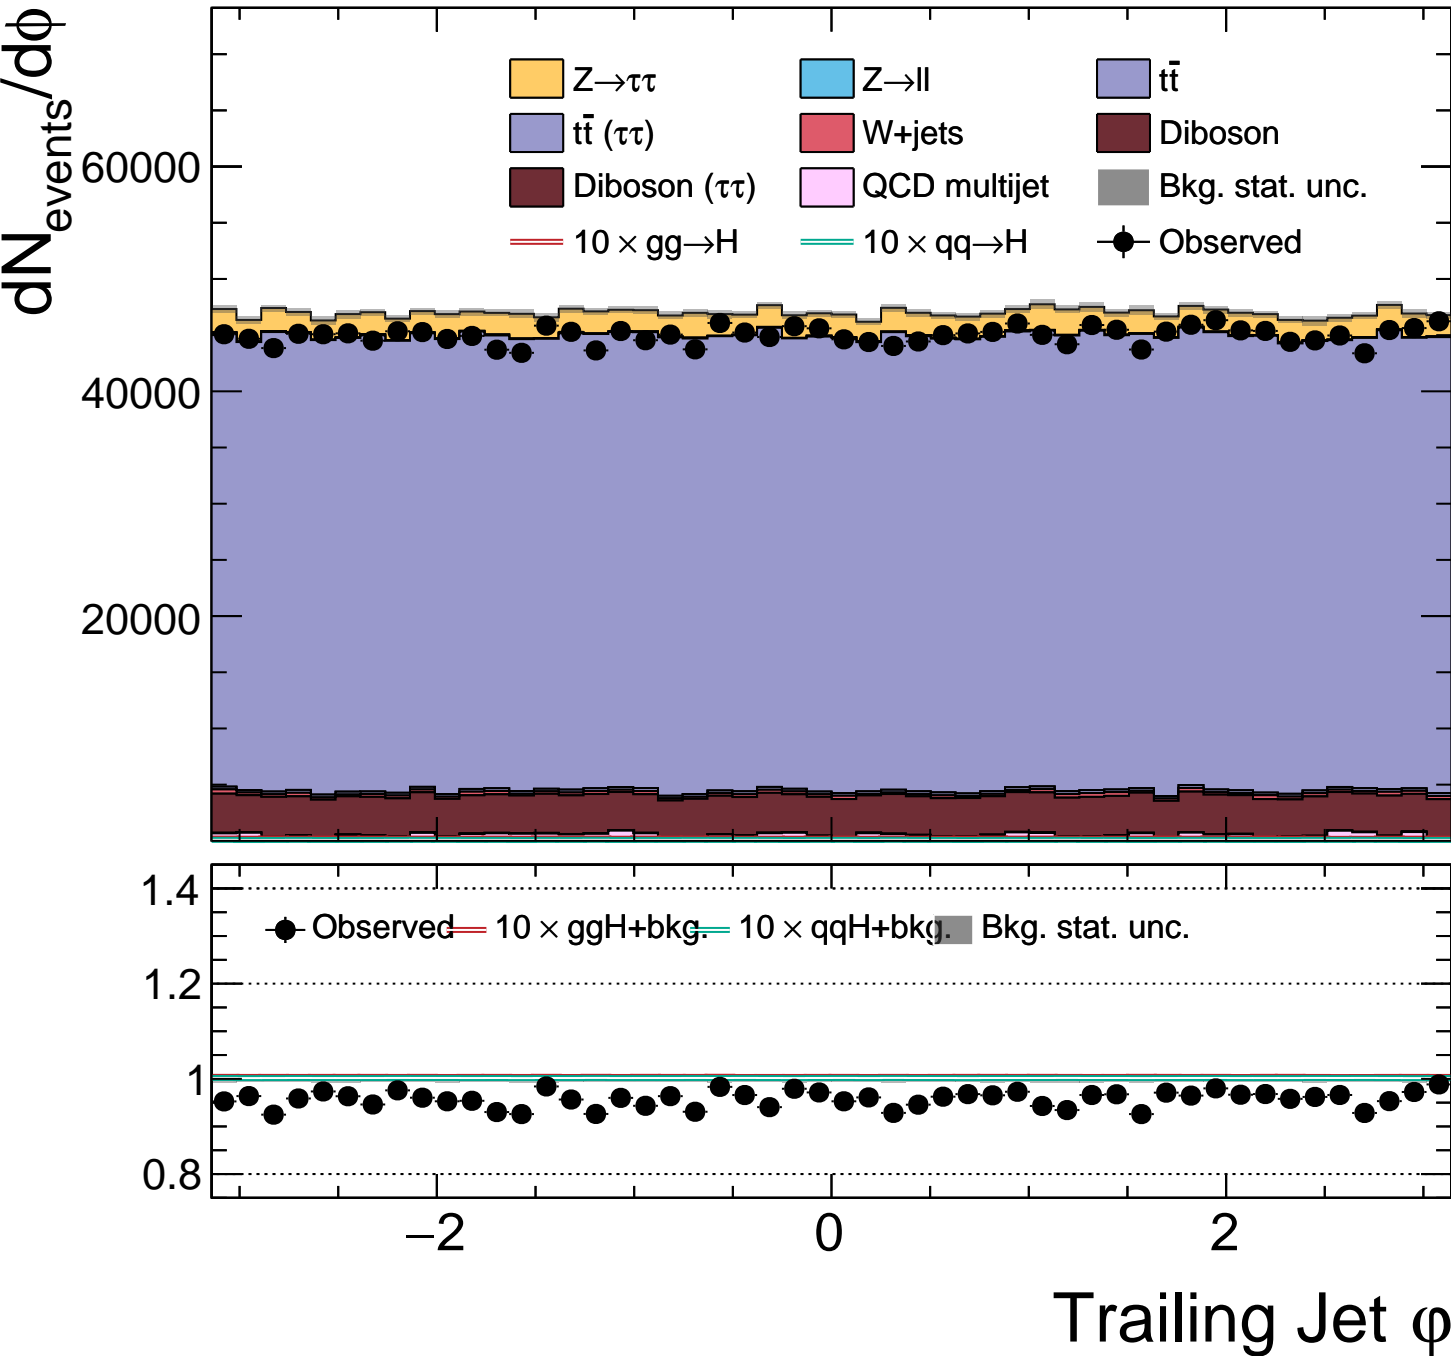 dN_events/dϕ
60000
40000
20000
Z→ττ Z→ll tt̄
tt̄ (ττ) W+jets Diboson
Diboson (ττ) QCD multijet Bkg. stat. unc.
10 × gg→H 10 × qq→H Observed
1.4
Observed 10 × ggH+bkg. 10 × qqH+bkg. Bkg. stat. unc.
1.2
1
0.8
−2 0 2
Trailing Jet φ